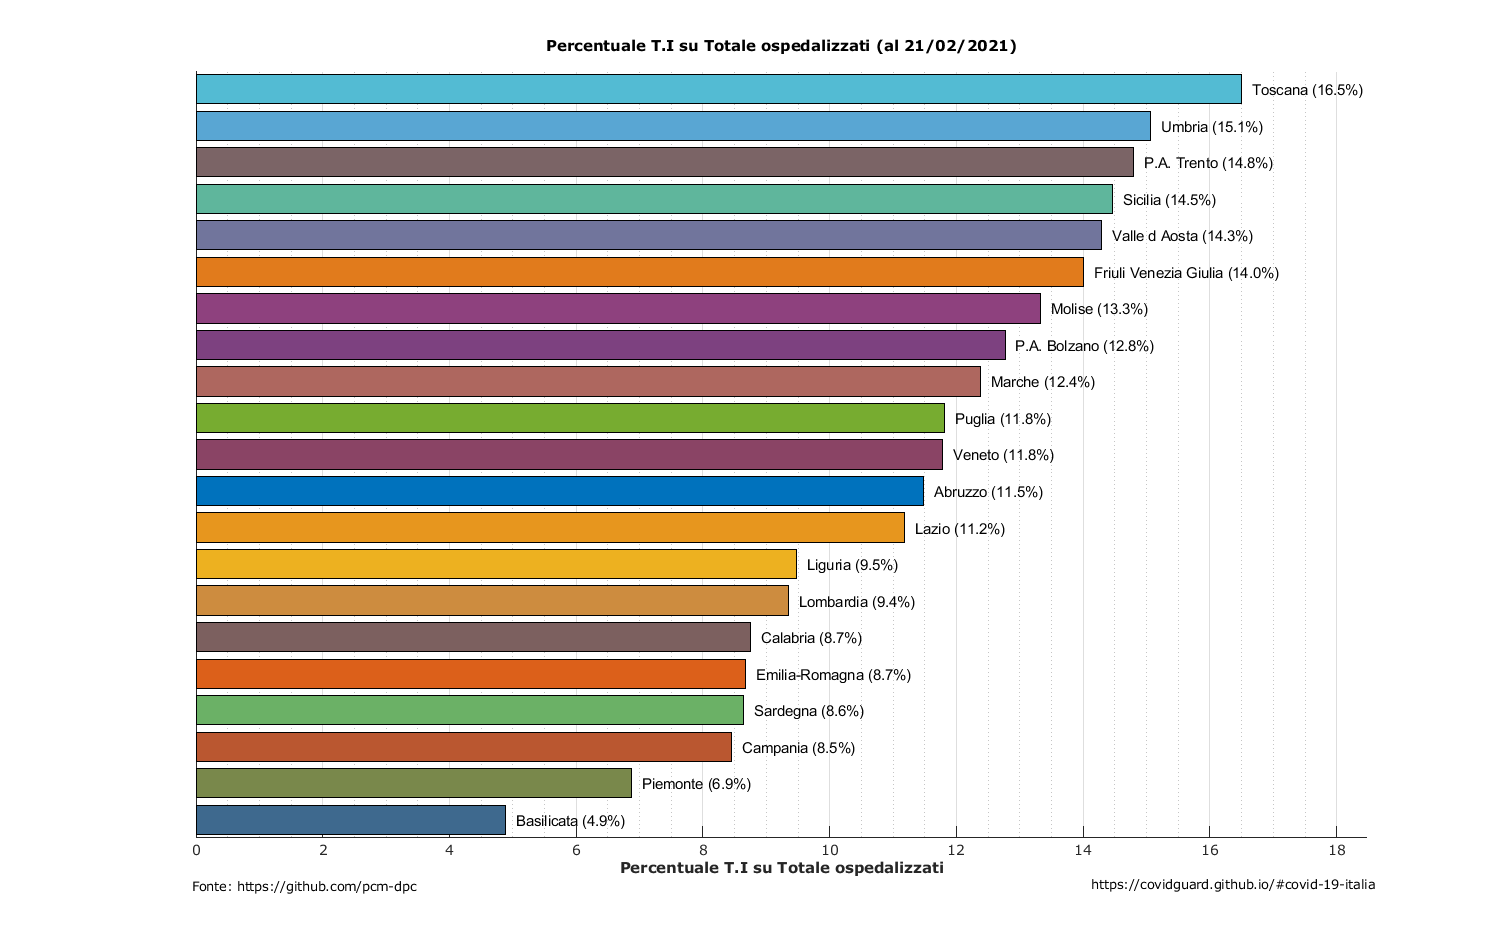 Percentuale T.I su Totale ospedalizzati (al 21/02/2021)
Toscana (16.5%)
Umbria (15.1%)
P.A. Trento (14.8%)
Sicilia (14.5%)
Valle d Aosta (14.3%)
Friuli Venezia Giulia (14.0%)
Molise (13.3%)
P.A. Bolzano (12.8%)
Marche (12.4%)
Puglia (11.8%)
Veneto (11.8%)
Abruzzo (11.5%)
Lazio (11.2%)
Liguria (9.5%)
Lombardia (9.4%)
Calabria (8.7%)
Emilia-Romagna (8.7%)
Sardegna (8.6%)
Campania (8.5%)
Piemonte (6.9%)
Basilicata (4.9%)
0 2 4 6 8 10 12 14 16 18
Percentuale T.I su Totale ospedalizzati
Fonte: https://github.com/pcm-dpc
https://covidguard.github.io/#covid-19-italia